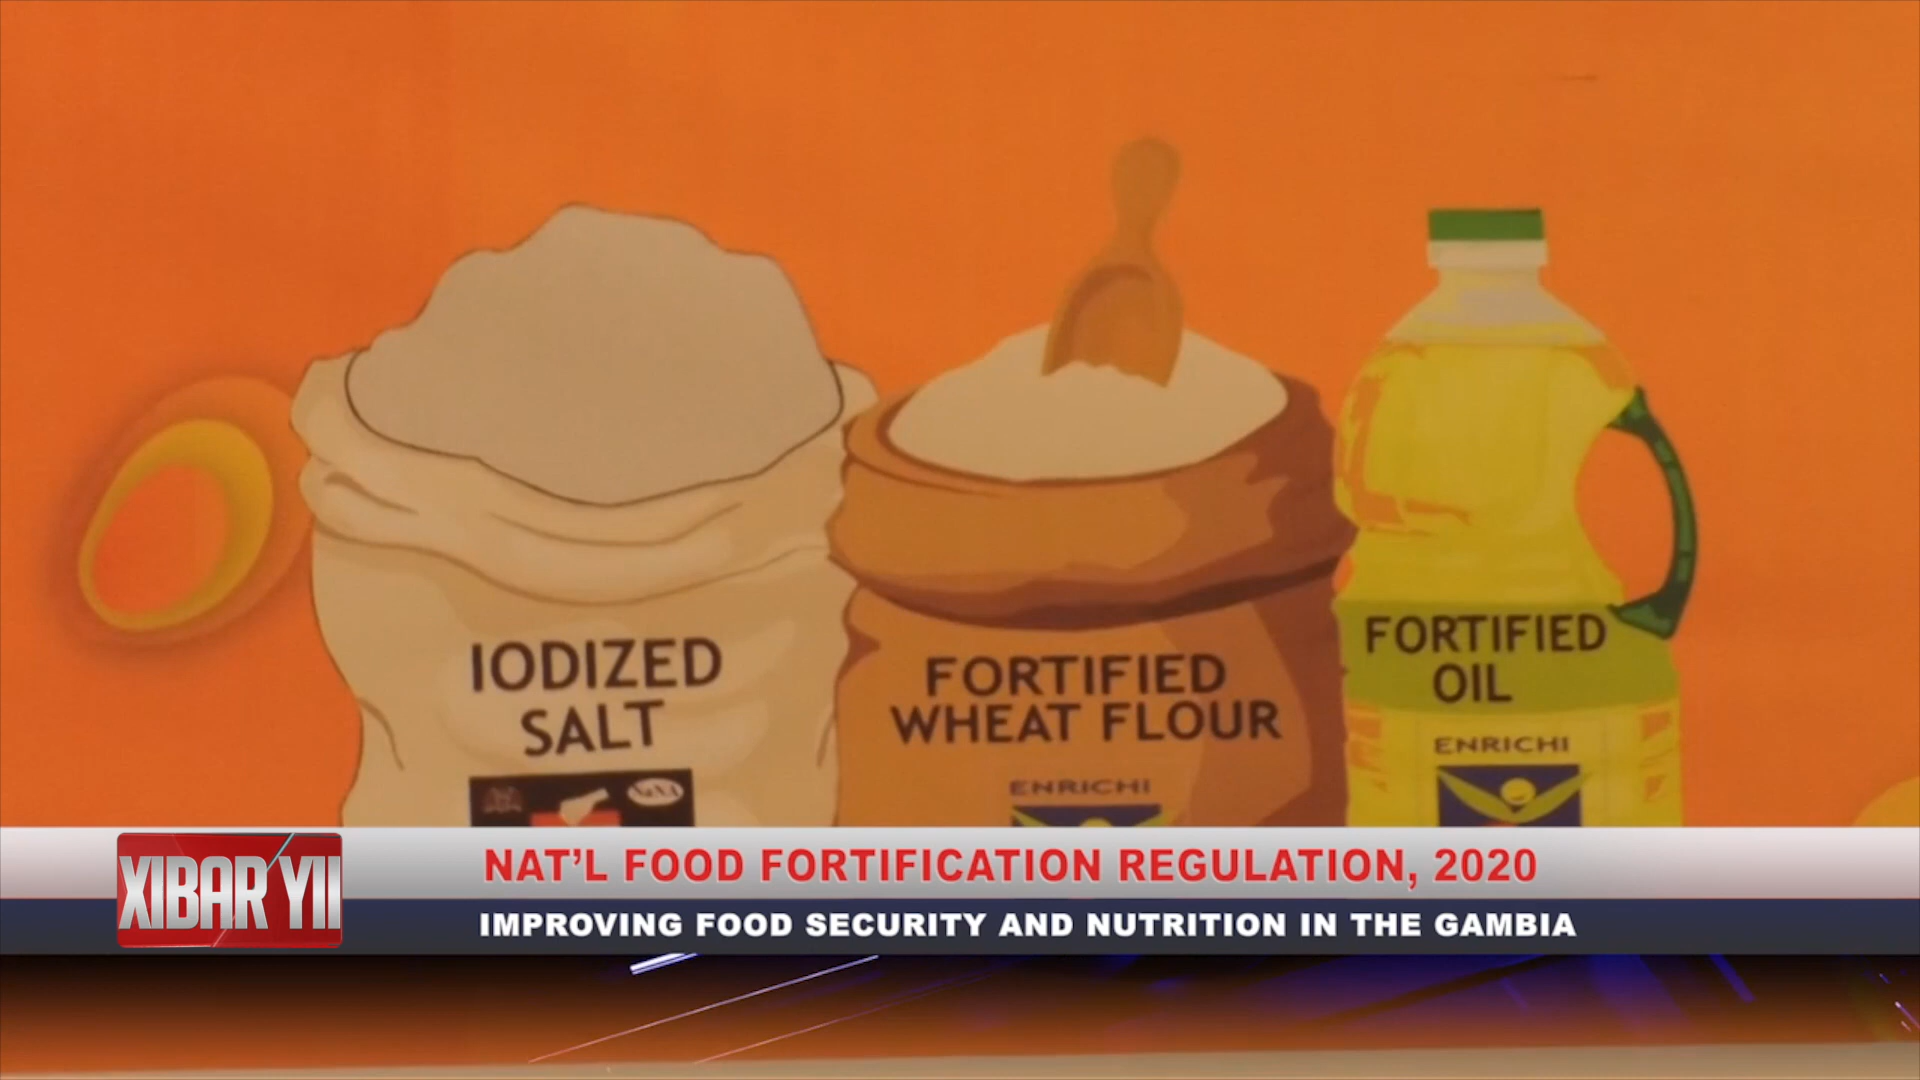 IODIZED
SALT
NaNA
FORTIFIED
WHEAT FLOUR
ENRICHI
FORTIFIED
OIL
ENRICHI
XIBAR YII
NAT'L FOOD FORTIFICATION REGULATION, 2020
IMPROVING FOOD SECURITY AND NUTRITION IN THE GAMBIA